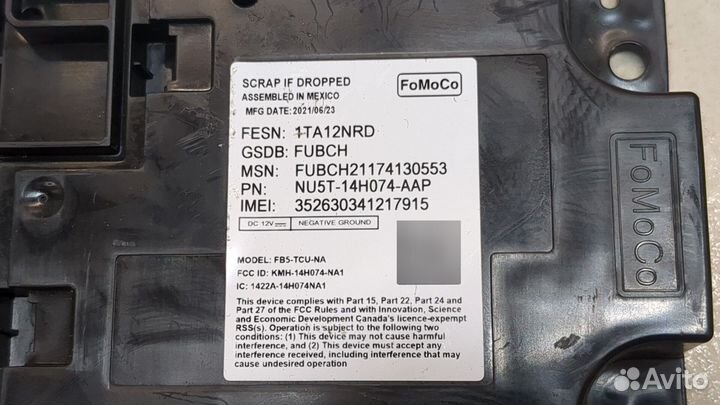 SCRAP IF DROPPED
ASSEMBLED IN MEXICO
MFG DATE: 2021/06/23
FoMoCo
FESN: 1TA12NRD
GSDB: FUBCH
MSN: FUBCH21174130553
PN: NU5T-14H074-AAP
IMEI: 352630341217915
DC 12V NEGATIVE GROUND
MODEL: FB5-TCU-NA
FCC ID: KMH-14H074-NA1
IC: 1422A-14H074NA1
This device complies with Part 15, Part 22, Part 24 and
Part 27 of the FCC Rules and with Innovation, Science
and Economic Development Canada's licence-exempt
RSS(s). Operation is subject to the following two
conditions: (1) This device may not cause harmful
interference, and (2) This device must accept any
interference received, including interference that may
cause undesired operation
FoMoCo
Avito